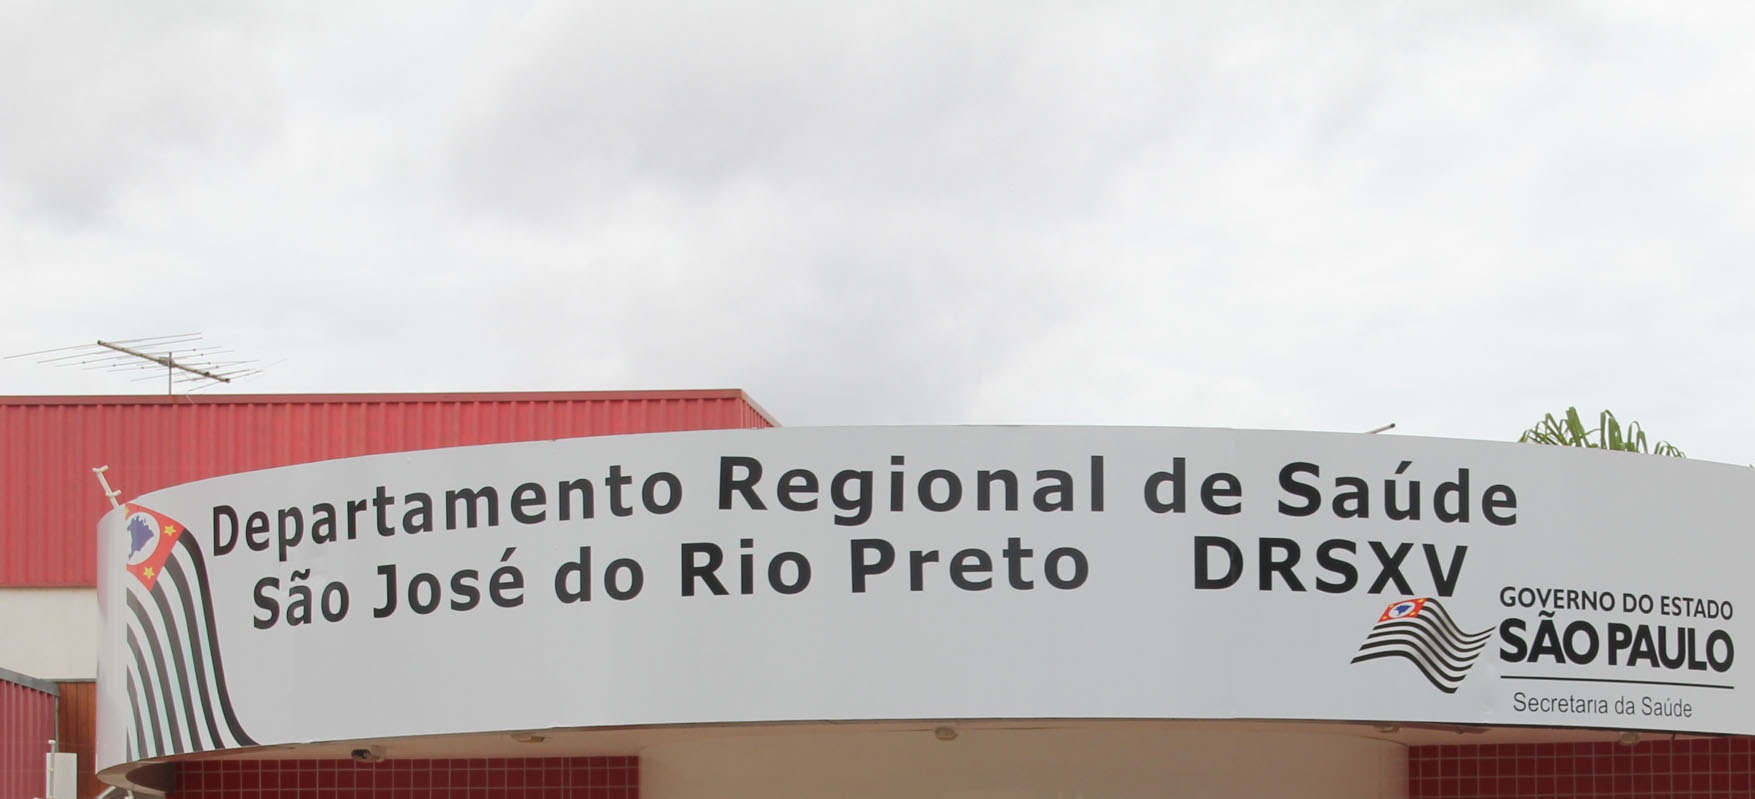 Departamento Regional de Saúde
São José do Rio Preto DRSXV
GOVERNO DO ESTADO
SÃO PAULO
Secretaria da Saúde